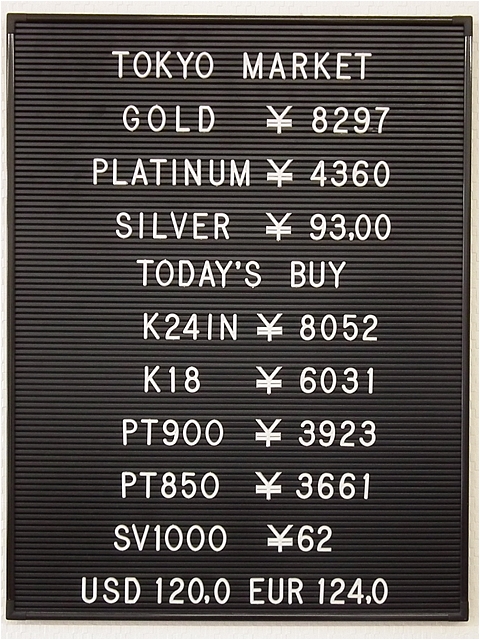 TOKYO MARKET
GOLD ¥ 8297
PLATINUM ¥ 4360
SILVER ¥ 93,00
TODAY'S BUY
K24IN ¥ 8052
K18 ¥ 6031
PT900 ¥ 3923
PT850 ¥ 3661
SV1000 ¥62
USD 120,0 EUR 124,0